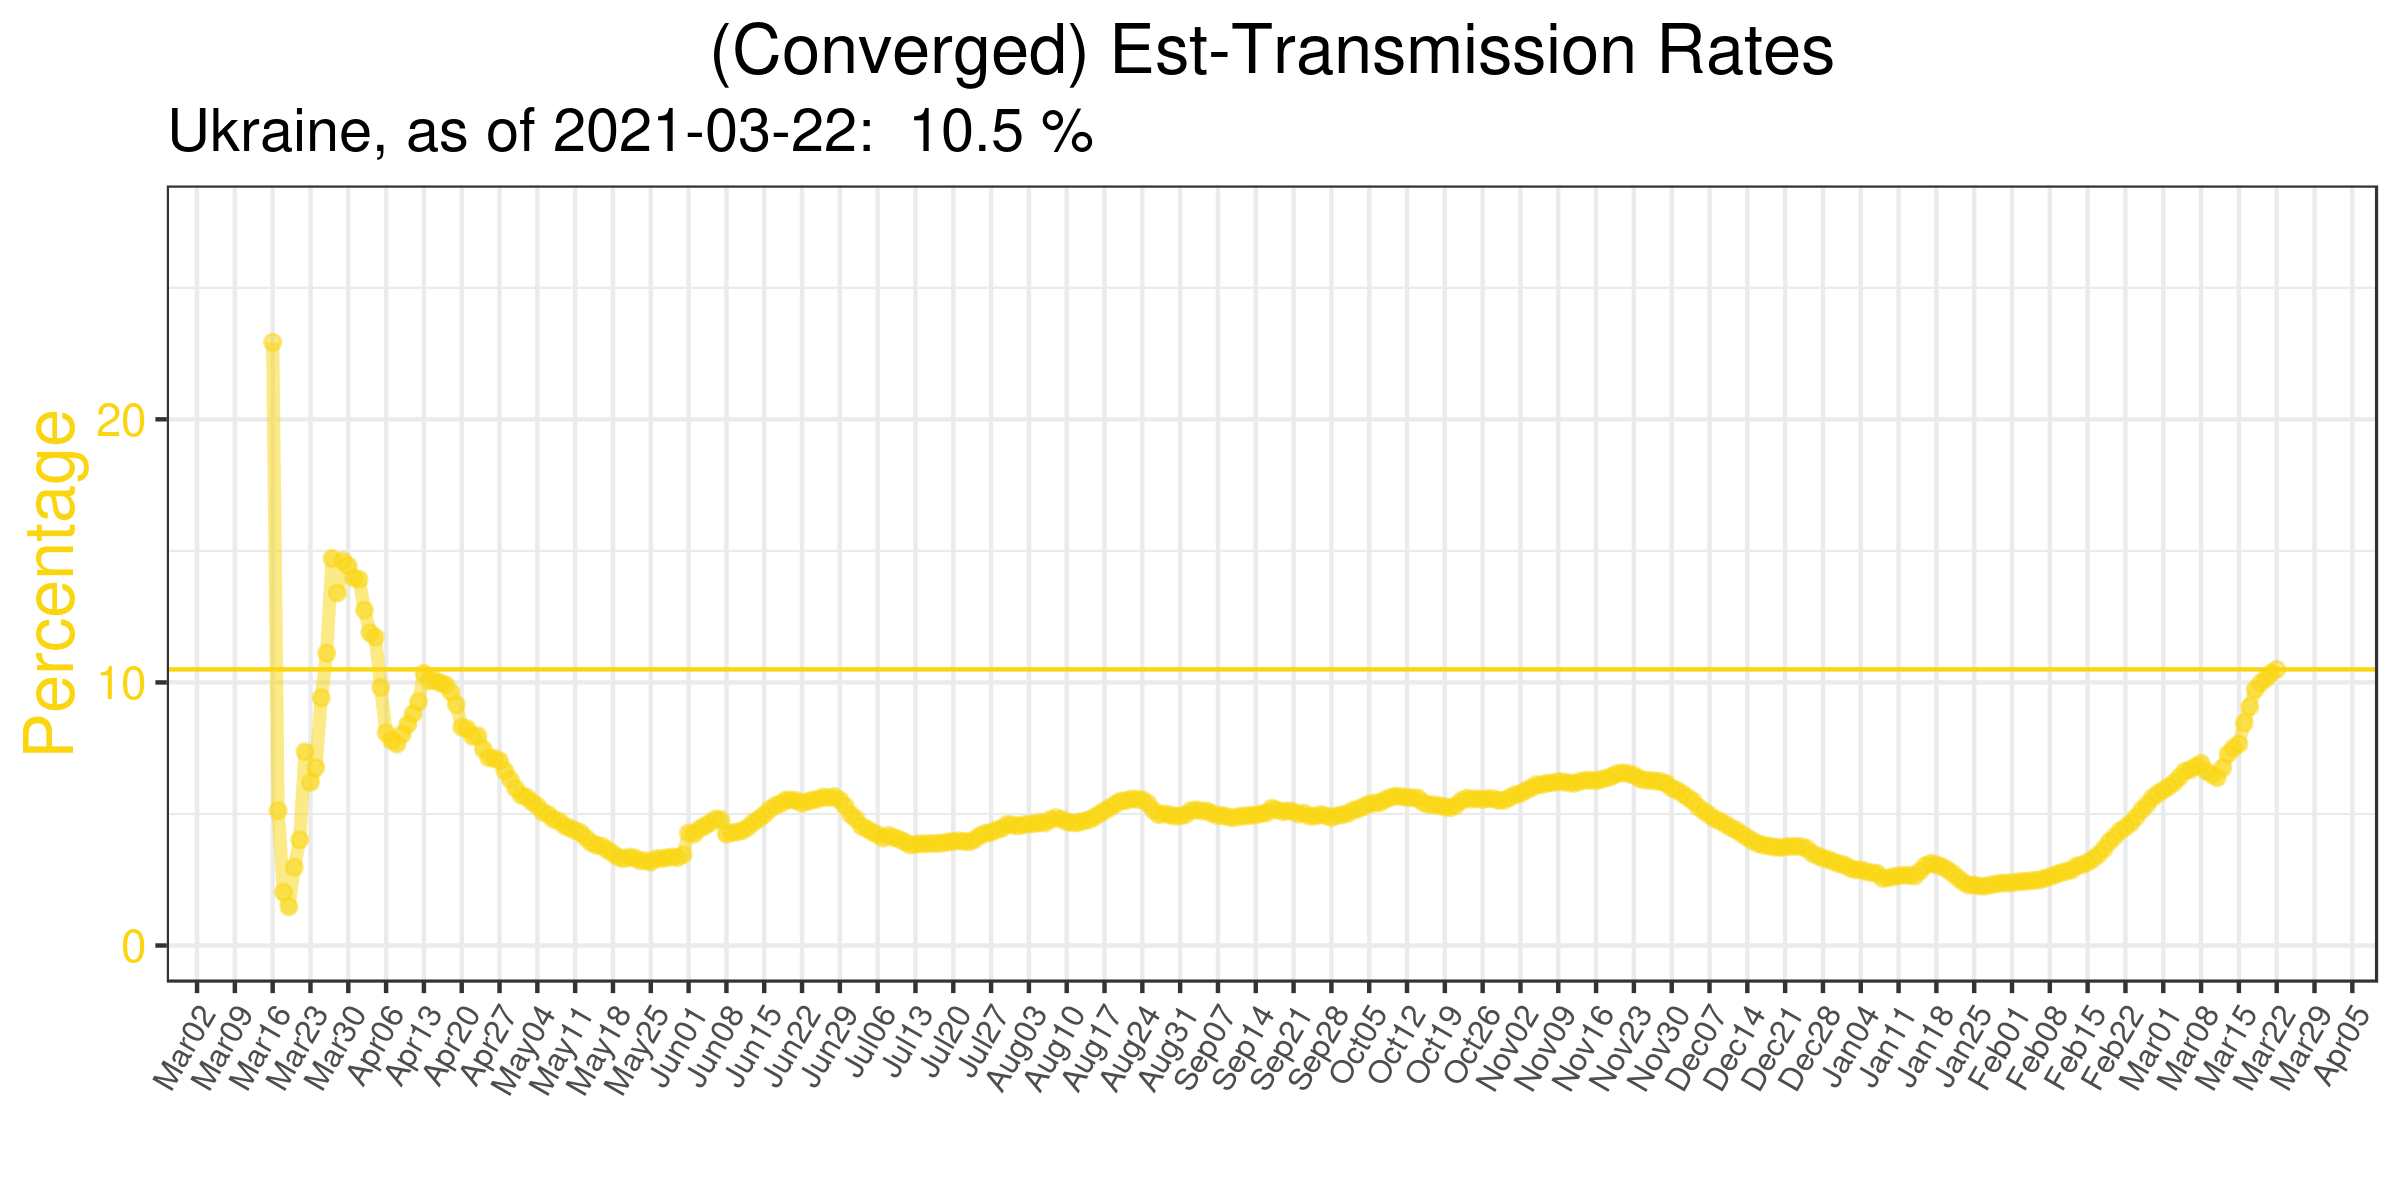 (Converged) Est-Transmission Rates
Ukraine, as of 2021-03-22:  10.5 %
Percentage
20
10
0
Mar02
Mar09
Mar16
Mar23
Mar30
Apr06
Apr13
Apr20
Apr27
May04
May11
May18
May25
Jun01
Jun08
Jun15
Jun22
Jun29
Jul06
Jul13
Jul20
Jul27
Aug03
Aug10
Aug17
Aug24
Aug31
Sep07
Sep14
Sep21
Sep28
Oct05
Oct12
Oct19
Oct26
Nov02
Nov09
Nov16
Nov23
Nov30
Dec07
Dec14
Dec21
Dec28
Jan04
Jan11
Jan18
Jan25
Feb01
Feb08
Feb15
Feb22
Mar01
Mar08
Mar15
Mar22
Mar29
Apr05